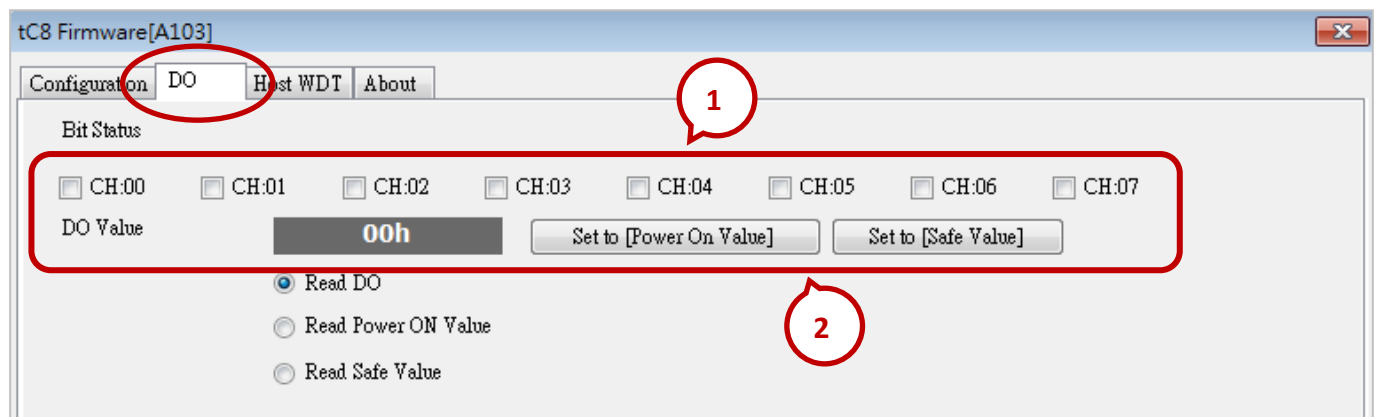 tC8 Firmware[A103]
Configuration DO Host WDT About
1
Bit Status
CH:00 CH:01 CH:02 CH:03 CH:04 CH:05 CH:06 CH:07
DO Value 00h Set to [Power On Value] Set to [Safe Value]
Read DO
Read Power ON Value
2
Read Safe Value